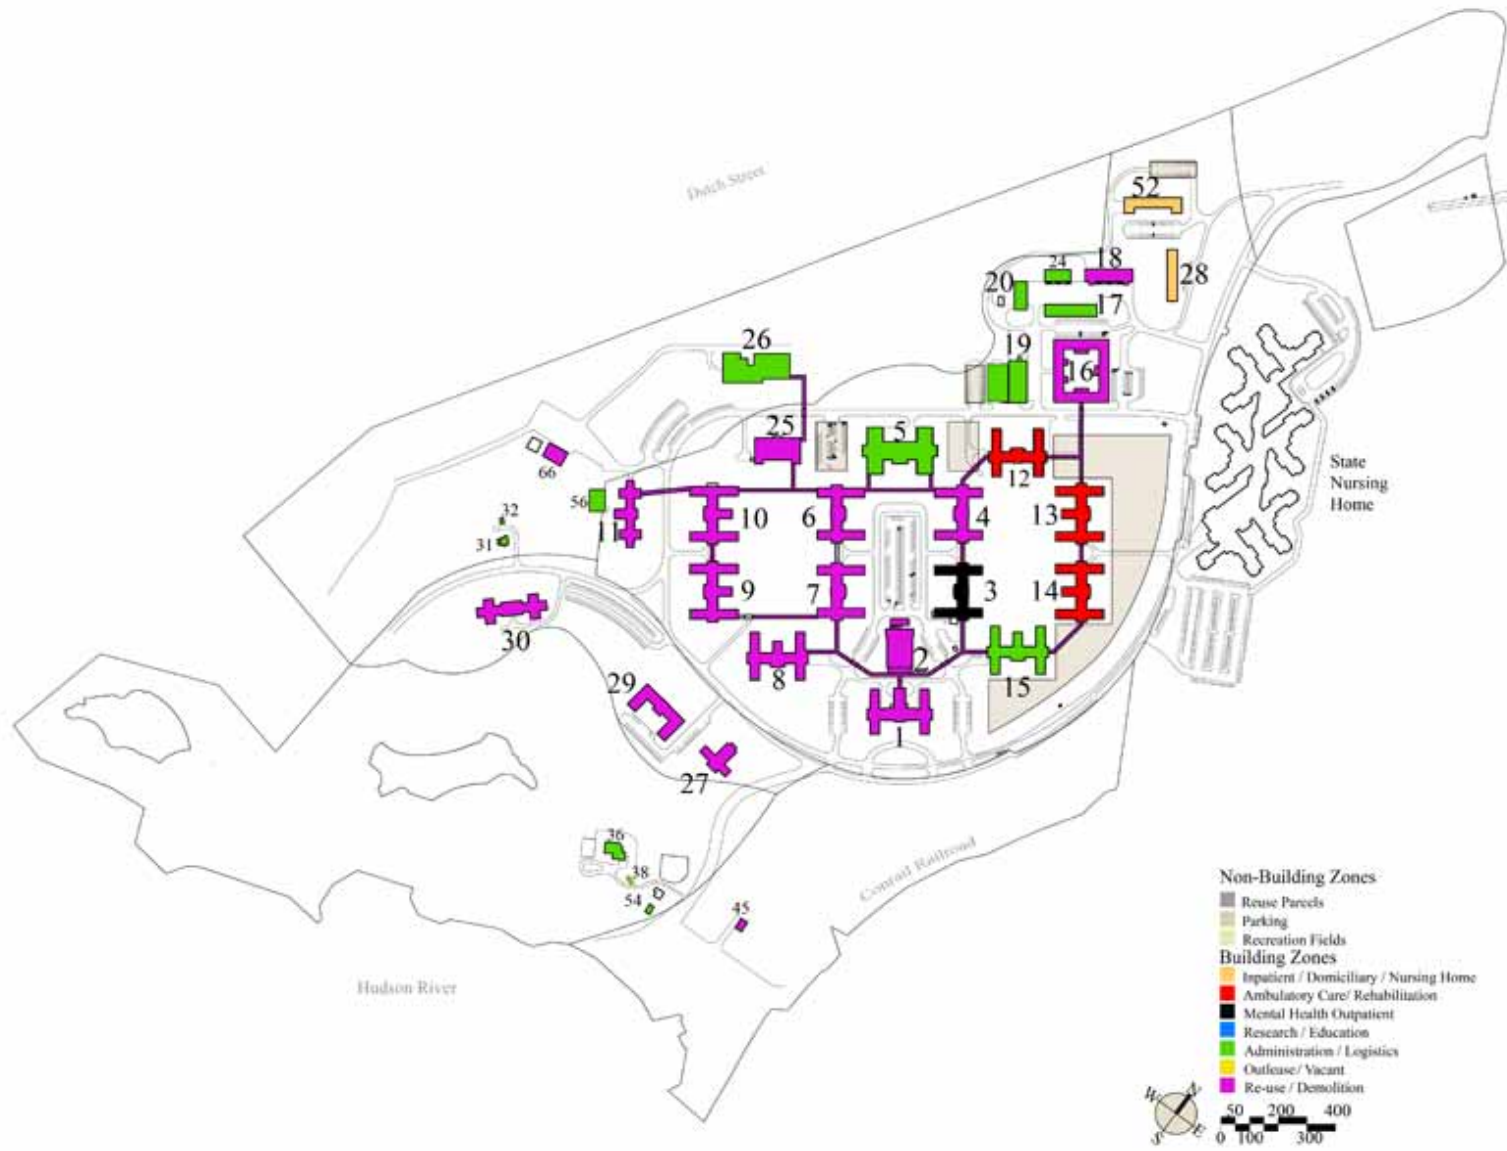 Dutch Street
52
18
24
28
20
17
26
19
16
25
5
12
66
State
Nursing
Home
56
32
11
10
6
4
13
31
9
7
3
14
30
2
8
15
29
1
27
36
38
54
45
Conrail Railroad
Hudson River
Non-Building Zones
Reuse Parcels
Parking
Recreation Fields
Building Zones
Inpatient / Domiciliary / Nursing Home
Ambulatory Care/ Rehabilitation
Mental Health Outpatient
Research / Education
Administration / Logistics
Outlease / Vacant
Re-use / Demolition
W N
S E
50 200 400
0 100 300